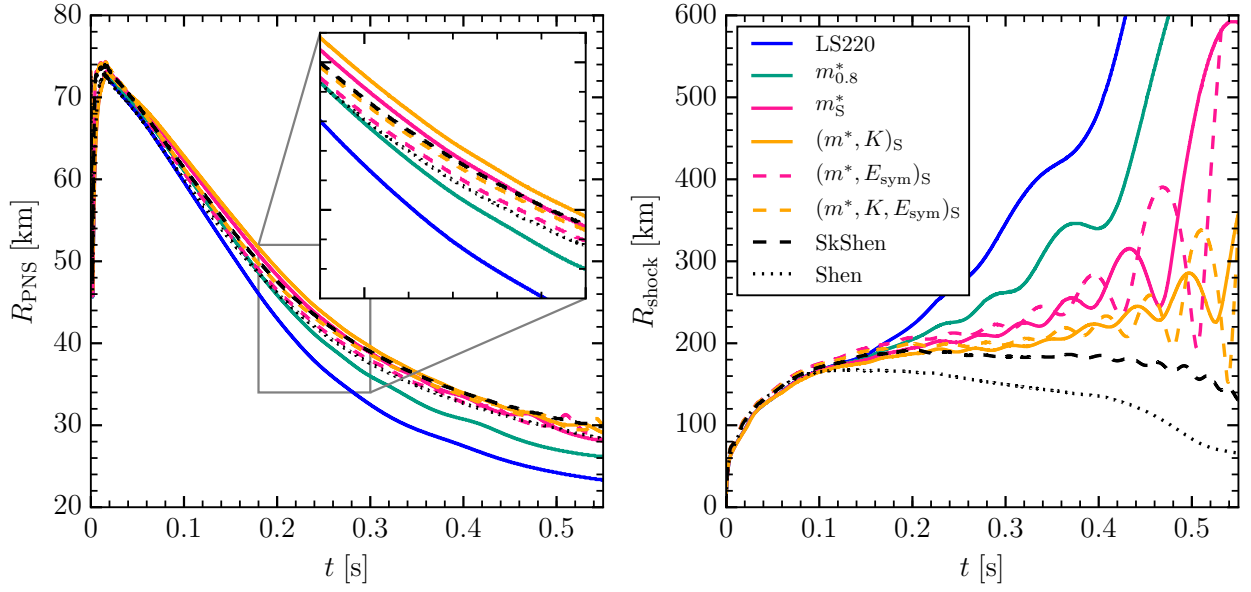 80
70
60
50
40
30
20
R_PNS [km]
0
0.1
0.2
0.3
0.4
0.5
t [s]
600
500
400
300
200
100
0
R_shock [km]
LS220
m*_0.8
m*_S
(m*, K)_S
(m*, E_sym)_S
(m*, K, E_sym)_S
SkShen
Shen
0
0.1
0.2
0.3
0.4
0.5
t [s]